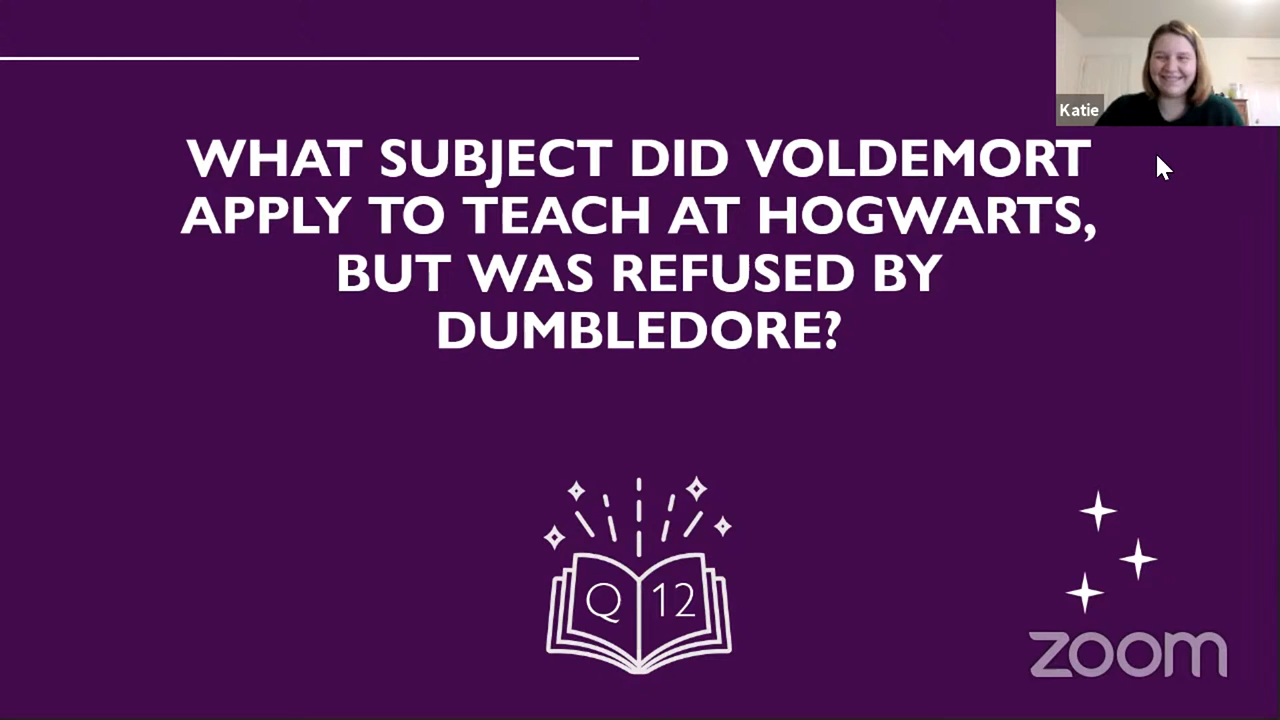 Katie
WHAT SUBJECT DID VOLDEMORT
APPLY TO TEACH AT HOGWARTS,
BUT WAS REFUSED BY
DUMBLEDORE?
Q 12
zoom